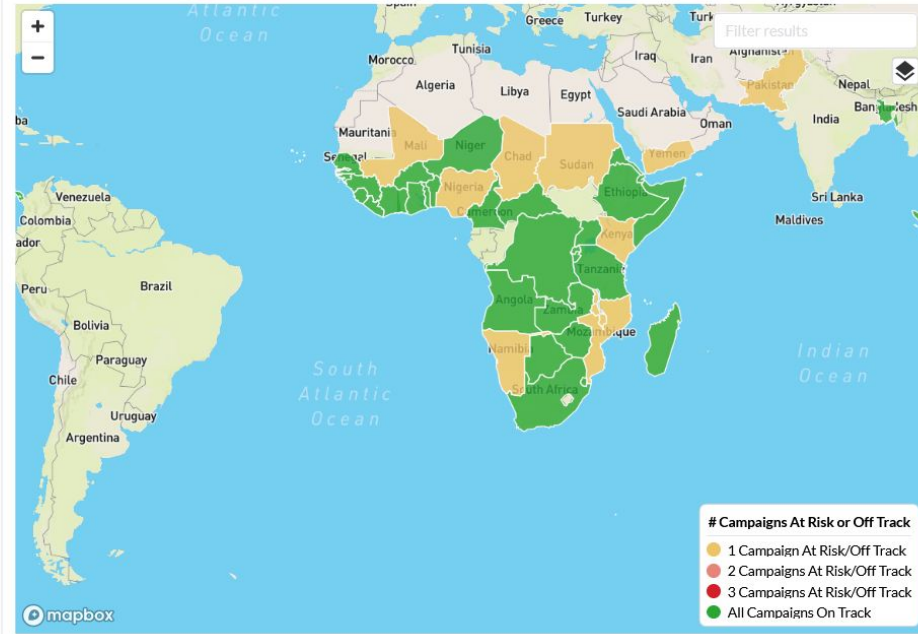 +
−
Filter results
Atlantic
Ocean
Greece
Turkey
Tunisia
Morocco
Algeria
Libya
Egypt
Iraq
Iran
Afghanistan
Pakistan
Nepal
Saudi Arabia
Oman
India
Mauritania
Mali
Niger
Chad
Sudan
Yemen
Senegal
Nigeria
Ethiopia
Cameroon
Sri Lanka
Maldives
Kenya
Venezuela
Colombia
Tanzania
Peru
Brazil
Angola
Zambia
Bolivia
Mozambique
Namibia
Paraguay
South
Atlantic
Ocean
South Africa
Indian
Ocean
Chile
Uruguay
Argentina
# Campaigns At Risk or Off Track
1 Campaign At Risk/Off Track
2 Campaigns At Risk/Off Track
3 Campaigns At Risk/Off Track
All Campaigns On Track
mapbox